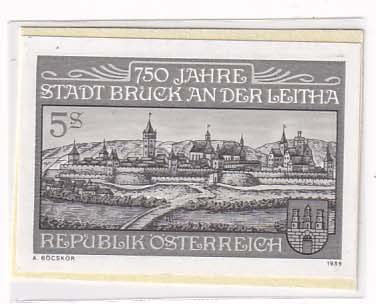 750 JAHRE
STADT BRUCK AN DER LEITHA
5S
REPUBLIK ÖSTERREICH
A. BÖCSKÖR 1989